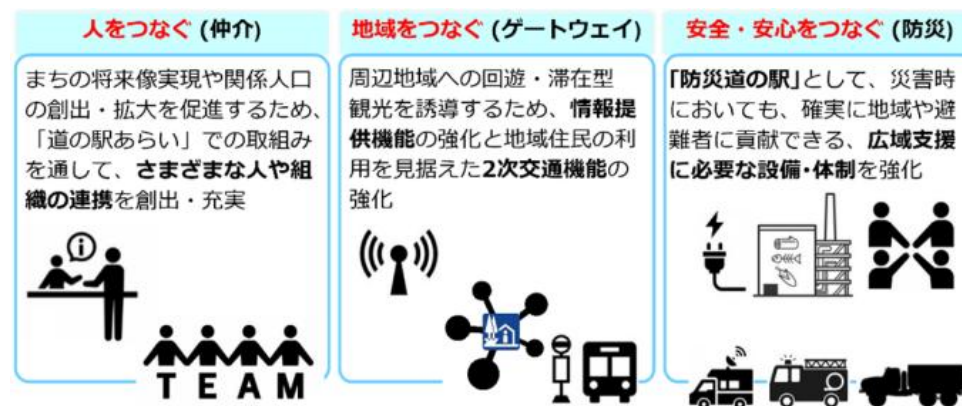 人をつなぐ (仲介)
まちの将来像実現や関係人口
の創出・拡大を促進するため、
「道の駅あらい」での取組み
を通して、さまざまな人や組
織の連携を創出・充実
TEAM
地域をつなぐ (ゲートウェイ)
周辺地域への回遊・滞在型
観光を誘導するため、情報提
供機能の強化と地域住民の利
用を見据えた2次交通機能の
強化
安全・安心をつなぐ (防災)
「防災道の駅」として、災害時
においても、確実に地域や避
難者に貢献できる、広域支援
に必要な設備・体制を強化